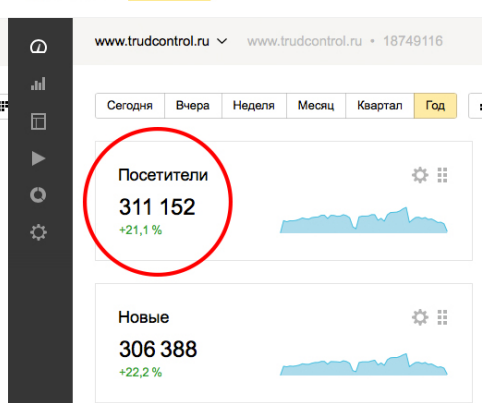 www.trudcontrol.ru www.trudcontrol.ru • 18749116
Сегодня Вчера Неделя Месяц Квартал Год
Посетители
311 152
+21,1 %
Новые
306 388
+22,2 %